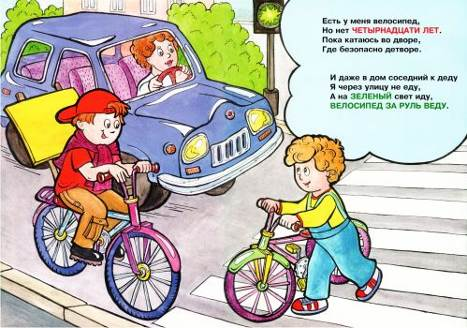 Есть у меня велосипед,
Но нет ЧЕТЫРНАДЦАТИ ЛЕТ.
Пока катаюсь во дворе,
Где безопасно детворе.
И даже в дом соседний к деду
Я через улицу не еду,
А на ЗЕЛЕНЫЙ свет иду,
ВЕЛОСИПЕД ЗА РУЛЬ ВЕДУ.